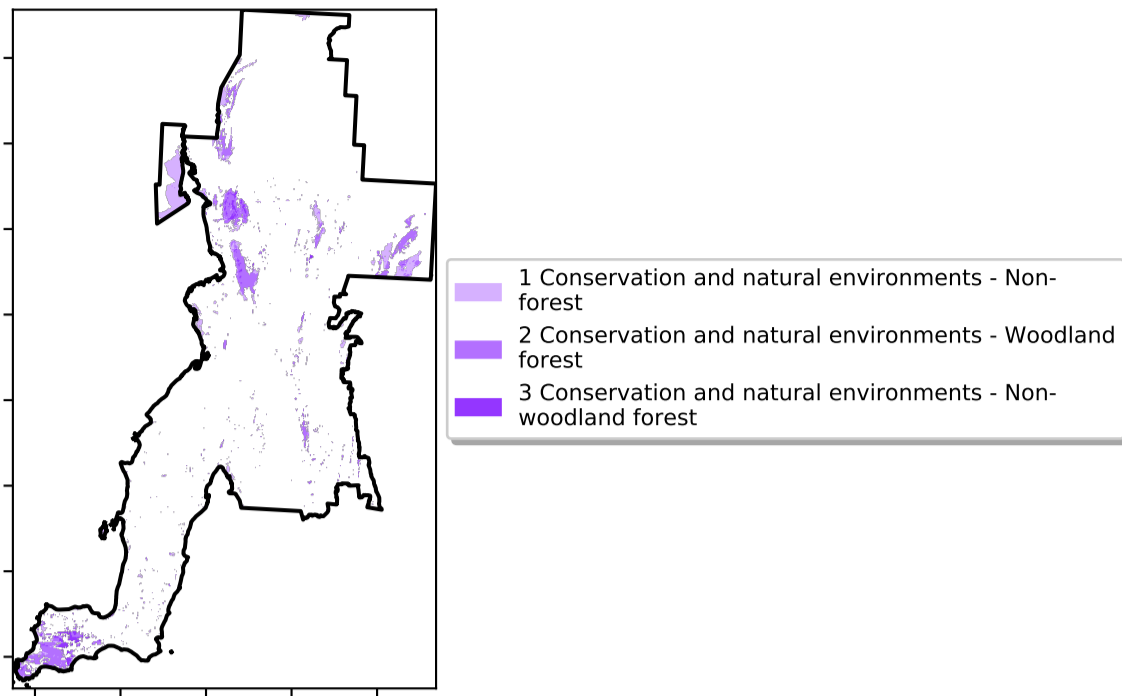 1 Conservation and natural environments - Non-
forest
2 Conservation and natural environments - Woodland
forest
3 Conservation and natural environments - Non-
woodland forest